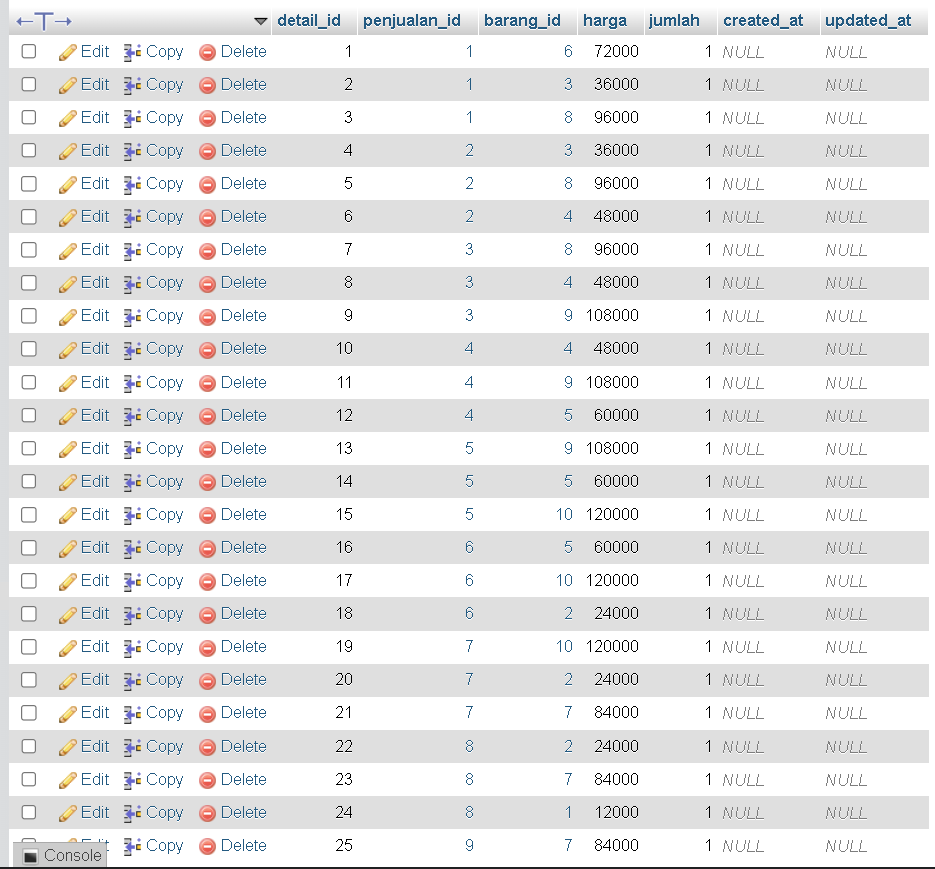 ←T→ detail_id penjualan_id barang_id harga jumlah created_at updated_at
Edit Copy Delete 1 1 6 72000 1 NULL NULL
Edit Copy Delete 2 1 3 36000 1 NULL NULL
Edit Copy Delete 3 1 8 96000 1 NULL NULL
Edit Copy Delete 4 2 3 36000 1 NULL NULL
Edit Copy Delete 5 2 8 96000 1 NULL NULL
Edit Copy Delete 6 2 4 48000 1 NULL NULL
Edit Copy Delete 7 3 8 96000 1 NULL NULL
Edit Copy Delete 8 3 4 48000 1 NULL NULL
Edit Copy Delete 9 3 9 108000 1 NULL NULL
Edit Copy Delete 10 4 4 48000 1 NULL NULL
Edit Copy Delete 11 4 9 108000 1 NULL NULL
Edit Copy Delete 12 4 5 60000 1 NULL NULL
Edit Copy Delete 13 5 9 108000 1 NULL NULL
Edit Copy Delete 14 5 5 60000 1 NULL NULL
Edit Copy Delete 15 5 10 120000 1 NULL NULL
Edit Copy Delete 16 6 5 60000 1 NULL NULL
Edit Copy Delete 17 6 10 120000 1 NULL NULL
Edit Copy Delete 18 6 2 24000 1 NULL NULL
Edit Copy Delete 19 7 10 120000 1 NULL NULL
Edit Copy Delete 20 7 2 24000 1 NULL NULL
Edit Copy Delete 21 7 7 84000 1 NULL NULL
Edit Copy Delete 22 8 2 24000 1 NULL NULL
Edit Copy Delete 23 8 7 84000 1 NULL NULL
Edit Copy Delete 24 8 1 12000 1 NULL NULL
Edit Copy Delete 25 9 7 84000 1 NULL NULL
Console